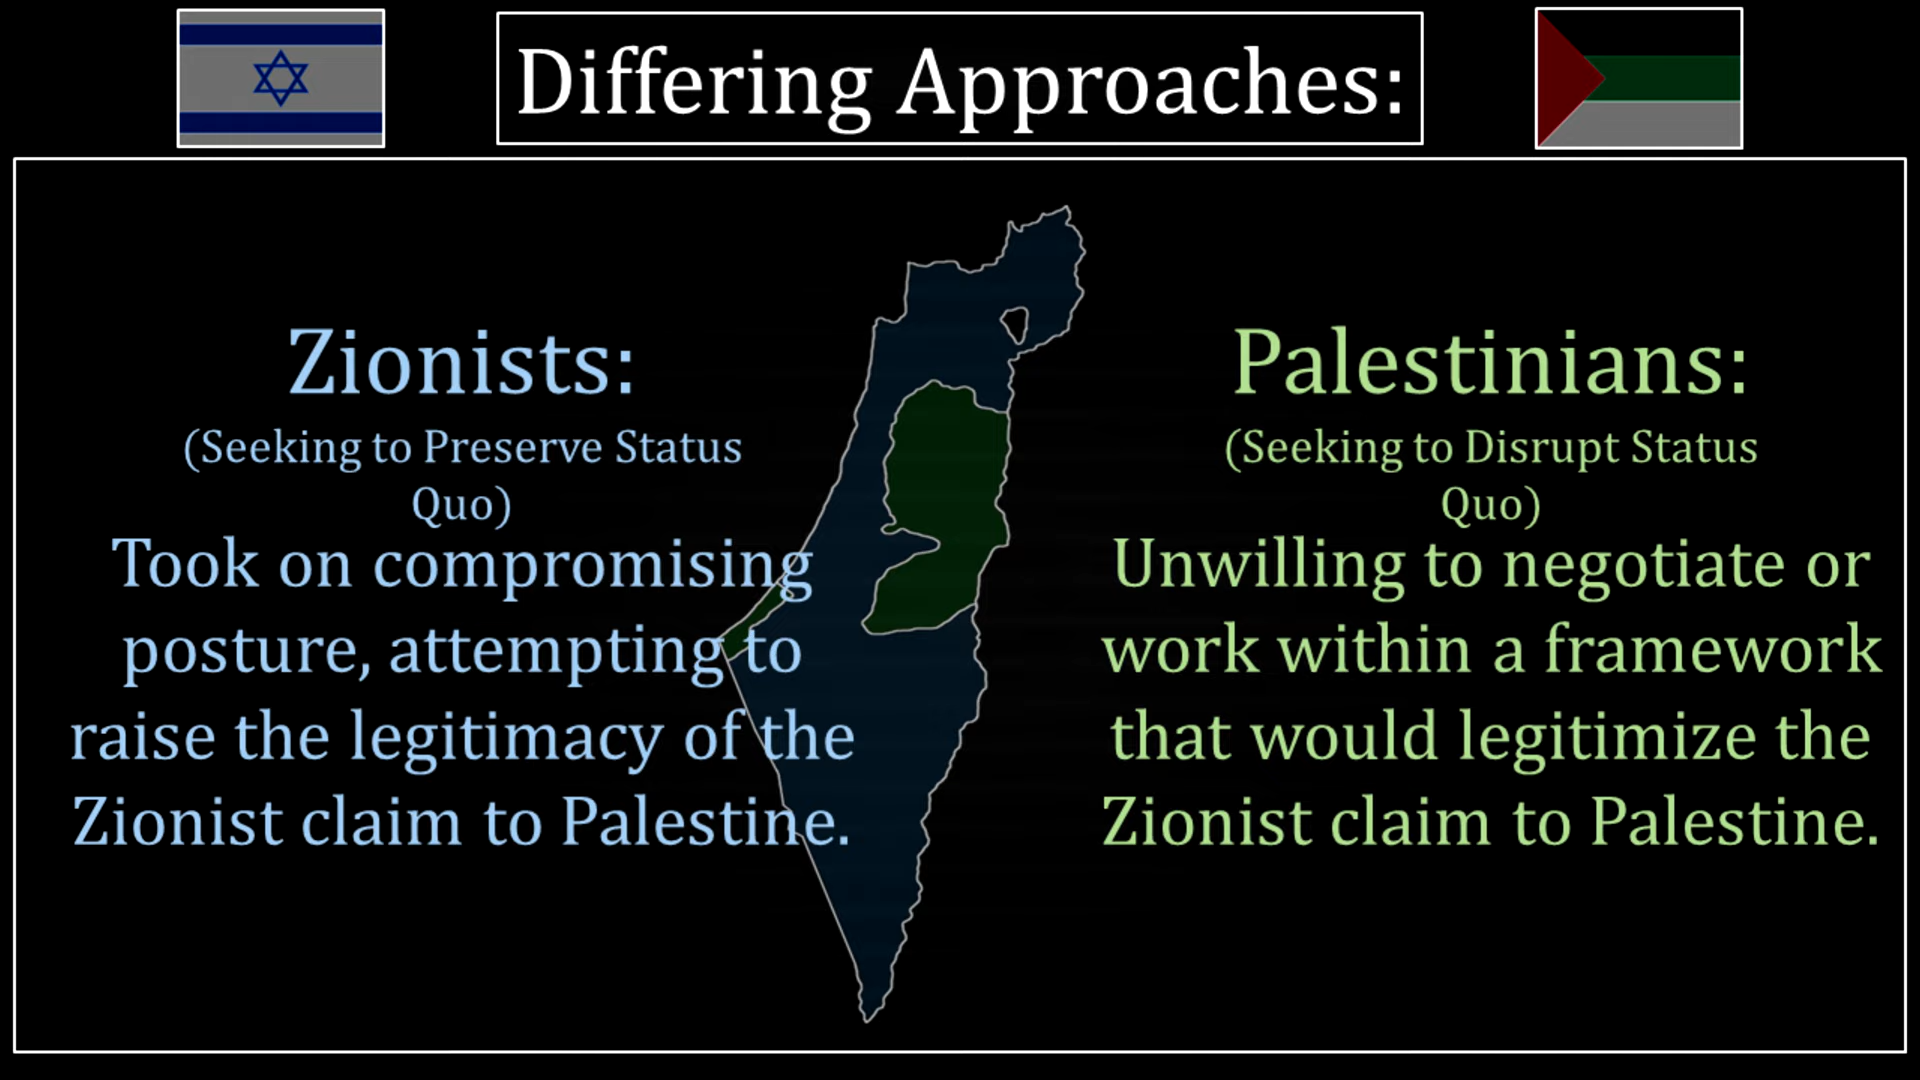 Differing Approaches:
Zionists:
(Seeking to Preserve Status
Quo)
Took on compromising
posture, attempting to
raise the legitimacy of the
Zionist claim to Palestine.
Palestinians:
(Seeking to Disrupt Status
Quo)
Unwilling to negotiate or
work within a framework
that would legitimize the
Zionist claim to Palestine.